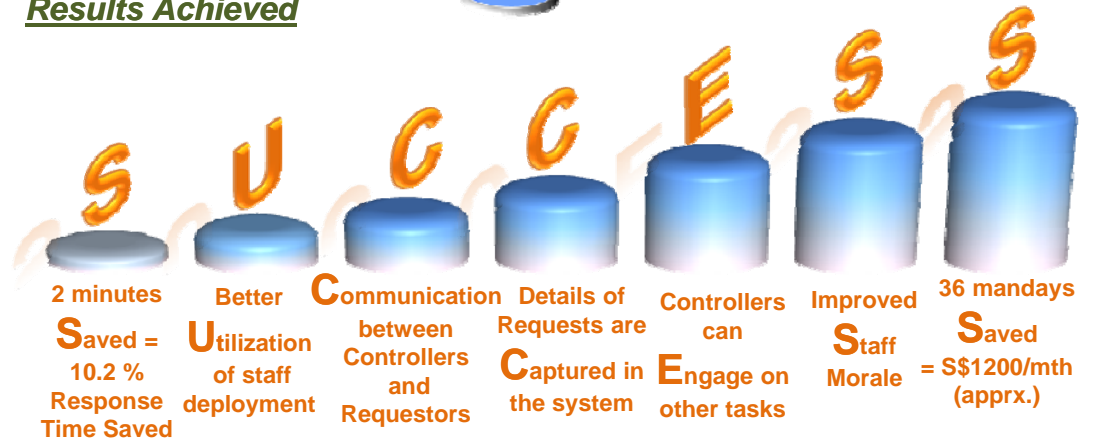 Results Achieved
S U C C E S S
2 minutes
Saved =
10.2 %
Response
Time Saved
Better
Utilization
of staff
deployment
Communication
between
Controllers
and
Requestors
Details of
Requests are
Captured in
the system
Controllers
can
Engage on
other tasks
Improved
Staff
Morale
36 mandays
Saved
= S$1200/mth
(apprx.)